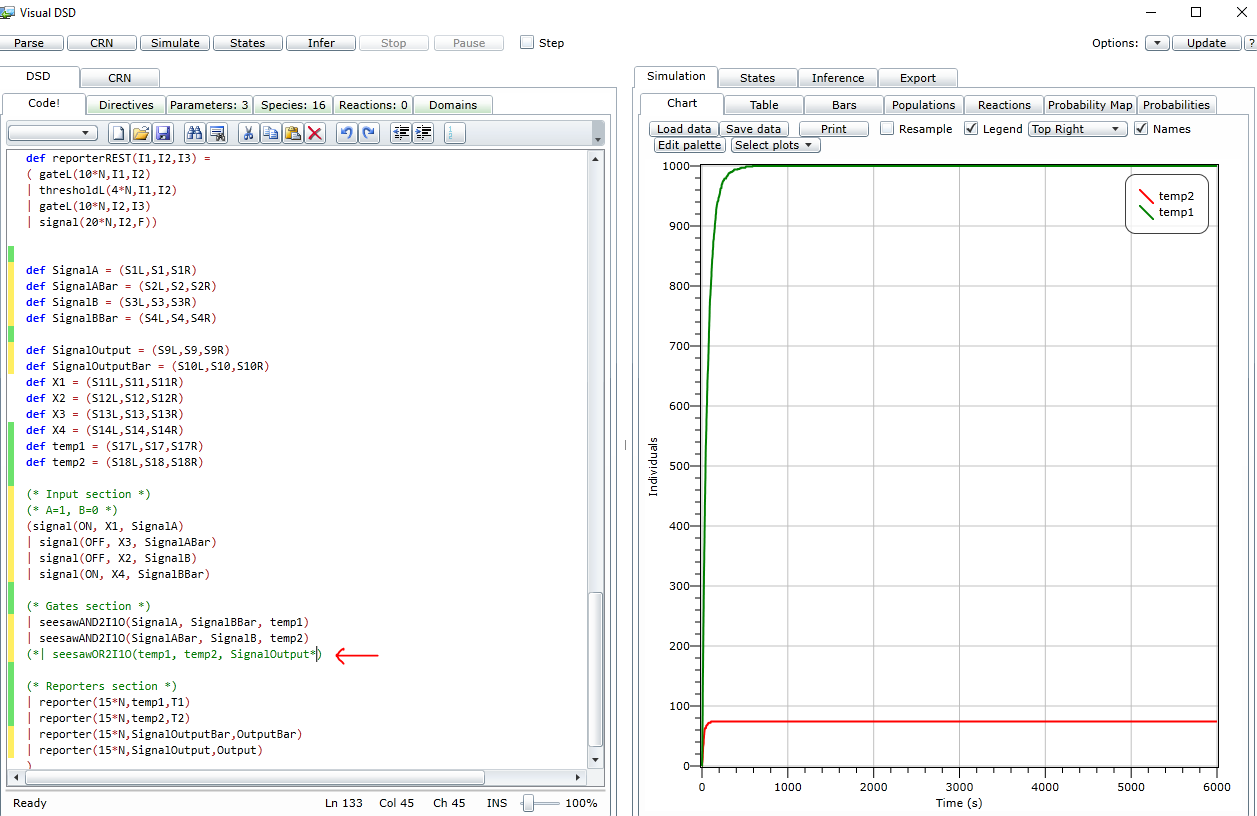 Visual DSD
Parse CRN Simulate States Infer Stop Pause Step Options: Update ?
DSD CRN
Code! Directives Parameters: 3 Species: 16 Reactions: 0 Domains
def reporterREST(I1,I2,I3) =
( gateL(10*N,I1,I2)
| thresholdL(4*N,I1,I2)
| gateL(10*N,I2,I3)
| signal(20*N,I2,F))
def SignalA = (S1L,S1,S1R)
def SignalABar = (S2L,S2,S2R)
def SignalB = (S3L,S3,S3R)
def SignalBBar = (S4L,S4,S4R)
def SignalOutput = (S9L,S9,S9R)
def SignalOutputBar = (S10L,S10,S10R)
def X1 = (S11L,S11,S11R)
def X2 = (S12L,S12,S12R)
def X3 = (S13L,S13,S13R)
def X4 = (S14L,S14,S14R)
def temp1 = (S17L,S17,S17R)
def temp2 = (S18L,S18,S18R)
(* Input section *)
(* A=1, B=0 *)
(signal(ON, X1, SignalA)
| signal(OFF, X3, SignalABar)
| signal(OFF, X2, SignalB)
| signal(ON, X4, SignalBBar)
(* Gates section *)
| seesawAND2I1O(SignalA, SignalBBar, temp1)
| seesawAND2I1O(SignalABar, SignalB, temp2)
(*| seesawOR2I1O(temp1, temp2, SignalOutput*)
(* Reporters section *)
| reporter(15*N,temp1,T1)
| reporter(15*N,temp2,T2)
| reporter(15*N,SignalOutputBar,OutputBar)
| reporter(15*N,SignalOutput,Output)
)
Ready Ln 133 Col 45 Ch 45 INS 100%
Simulation States Inference Export
Chart Table Bars Populations Reactions Probability Map Probabilities
Load data Save data Print Resample Legend Top Right Names
Edit palette Select plots
temp2
temp1
1000
900
800
700
600
500
400
300
200
100
0
Individuals
0 1000 2000 3000 4000 5000 6000
Time (s)